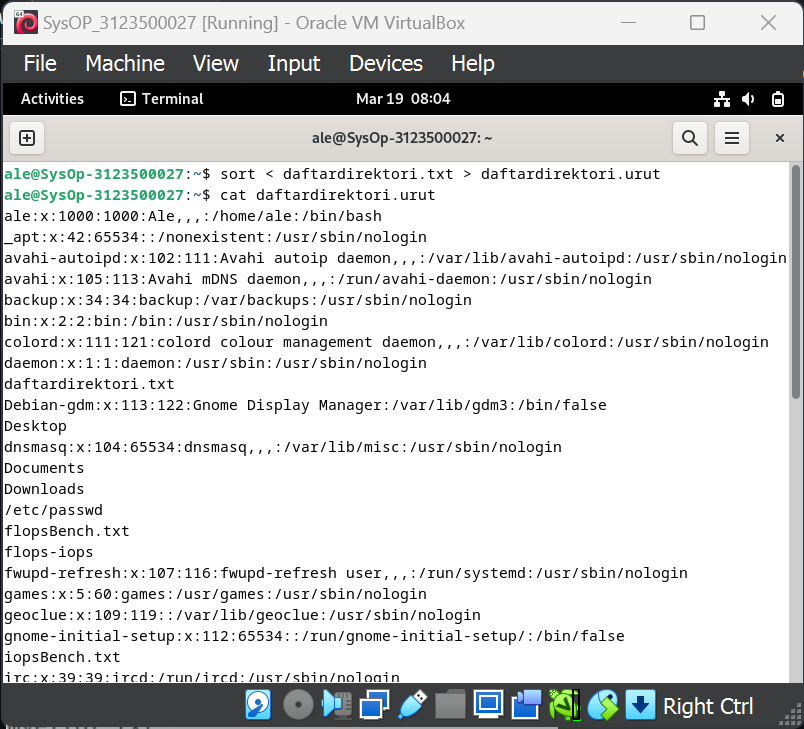 SysOP_3123500027 [Running] - Oracle VM VirtualBox
File Machine View Input Devices Help
Activities Terminal Mar 19 08:04
ale@SysOp-3123500027: ~
ale@SysOp-3123500027:~$ sort < daftardirektori.txt > daftardirektori.urut
ale@SysOp-3123500027:~$ cat daftardirektori.urut
ale:x:1000:1000:Ale,,,:/home/ale:/bin/bash
_apt:x:42:65534::/nonexistent:/usr/sbin/nologin
avahi-autoipd:x:102:111:Avahi autoip daemon,,,:/var/lib/avahi-autoipd:/usr/sbin/nologin
avahi:x:105:113:Avahi mDNS daemon,,,:/run/avahi-daemon:/usr/sbin/nologin
backup:x:34:34:backup:/var/backups:/usr/sbin/nologin
bin:x:2:2:bin:/bin:/usr/sbin/nologin
colord:x:111:121:colord colour management daemon,,,:/var/lib/colord:/usr/sbin/nologin
daemon:x:1:1:daemon:/usr/sbin:/usr/sbin/nologin
daftardirektori.txt
Debian-gdm:x:113:122:Gnome Display Manager:/var/lib/gdm3:/bin/false
Desktop
dnsmasq:x:104:65534:dnsmasq,,,:/var/lib/misc:/usr/sbin/nologin
Documents
Downloads
/etc/passwd
flopsBench.txt
flops-iops
fwupd-refresh:x:107:116:fwupd-refresh user,,,:/run/systemd:/usr/sbin/nologin
games:x:5:60:games:/usr/games:/usr/sbin/nologin
geoclue:x:109:119::/var/lib/geoclue:/usr/sbin/nologin
gnome-initial-setup:x:112:65534::/run/gnome-initial-setup/:/bin/false
iopsBench.txt
irc:x:39:39:ircd:/run/ircd:/usr/sbin/nologin
Right Ctrl